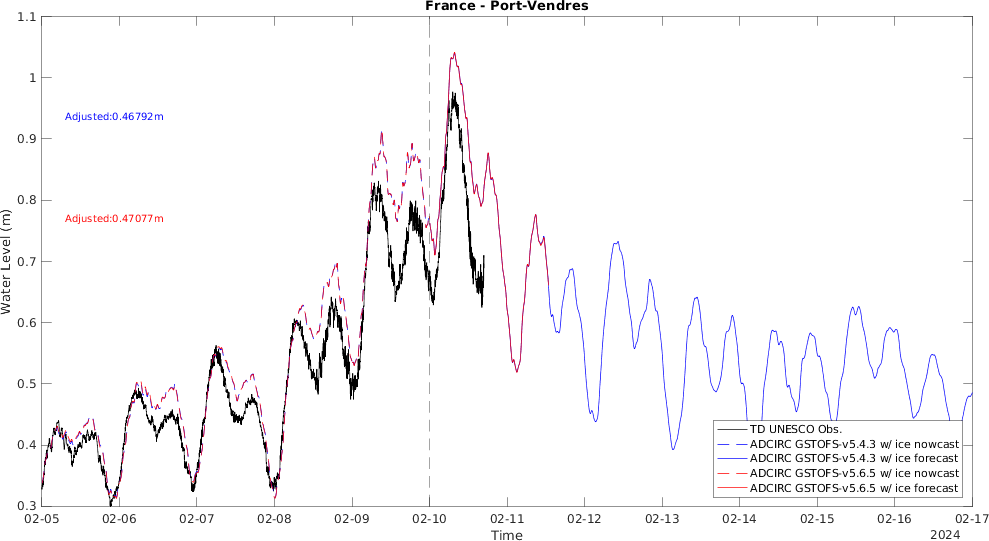 France - Port-Vendres
1.1
1
0.9
0.8
0.7
0.6
0.5
0.4
0.3
Water Level (m)
Adjusted:0.46792m
Adjusted:0.47077m
TD UNESCO Obs.
ADCIRC GSTOFS-v5.4.3 w/ ice nowcast
ADCIRC GSTOFS-v5.4.3 w/ ice forecast
ADCIRC GSTOFS-v5.6.5 w/ ice nowcast
ADCIRC GSTOFS-v5.6.5 w/ ice forecast
02-05 02-06 02-07 02-08 02-09 02-10 02-11 02-12 02-13 02-14 02-15 02-16 02-17
Time
2024